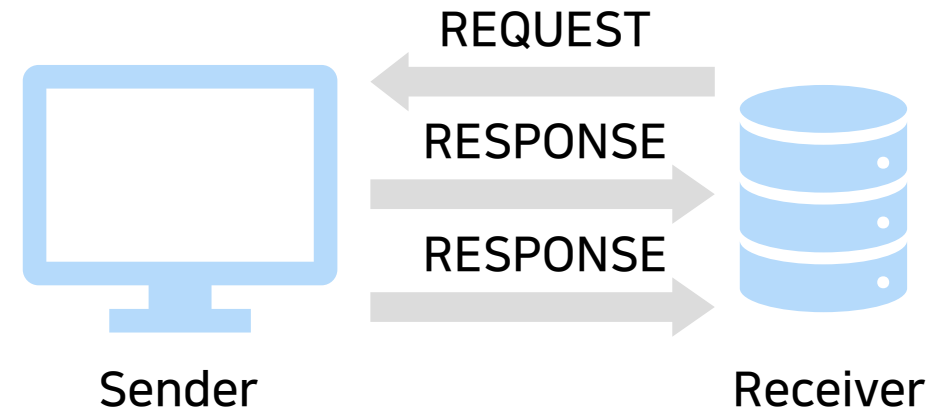 REQUEST
RESPONSE
RESPONSE
Sender
Receiver